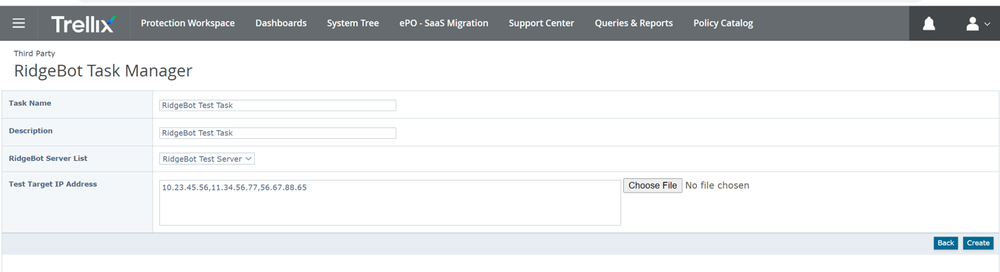 Trellix Protection Workspace Dashboards System Tree ePO - SaaS Migration Support Center Queries & Reports Policy Catalog
Third Party
RidgeBot Task Manager
Task Name RidgeBot Test Task
Description RidgeBot Test Task
RidgeBot Server List RidgeBot Test Server
Test Target IP Address 10.23.45.56,11.34.56.77,56.67.88.65 Choose File No file chosen
Back Create